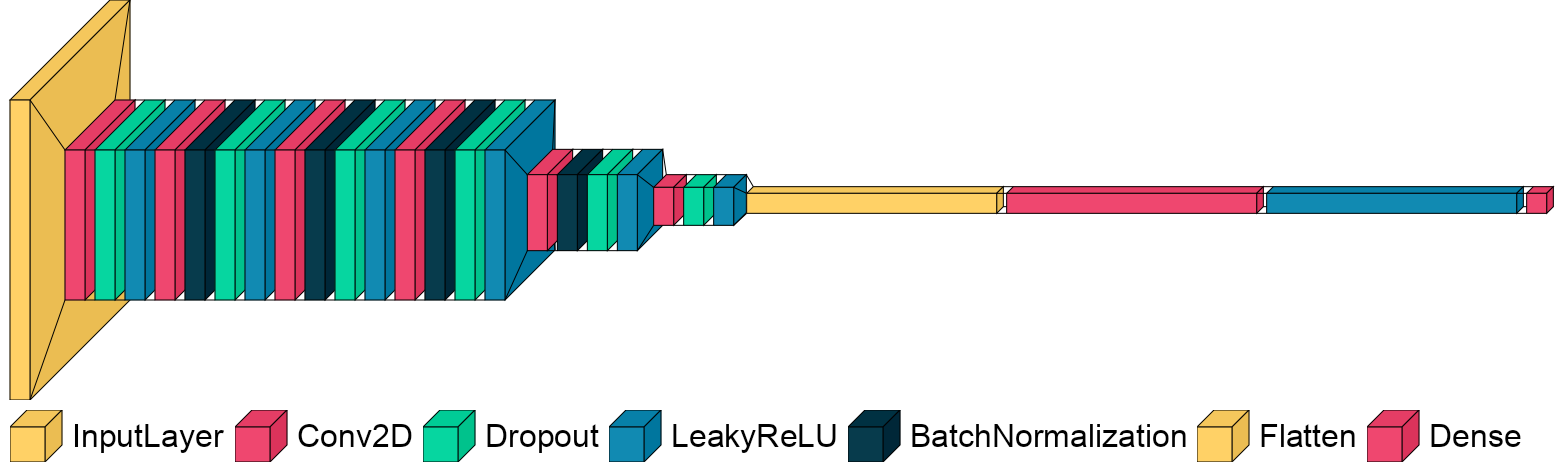 InputLayer Conv2D Dropout LeakyReLU BatchNormalization Flatten Dense